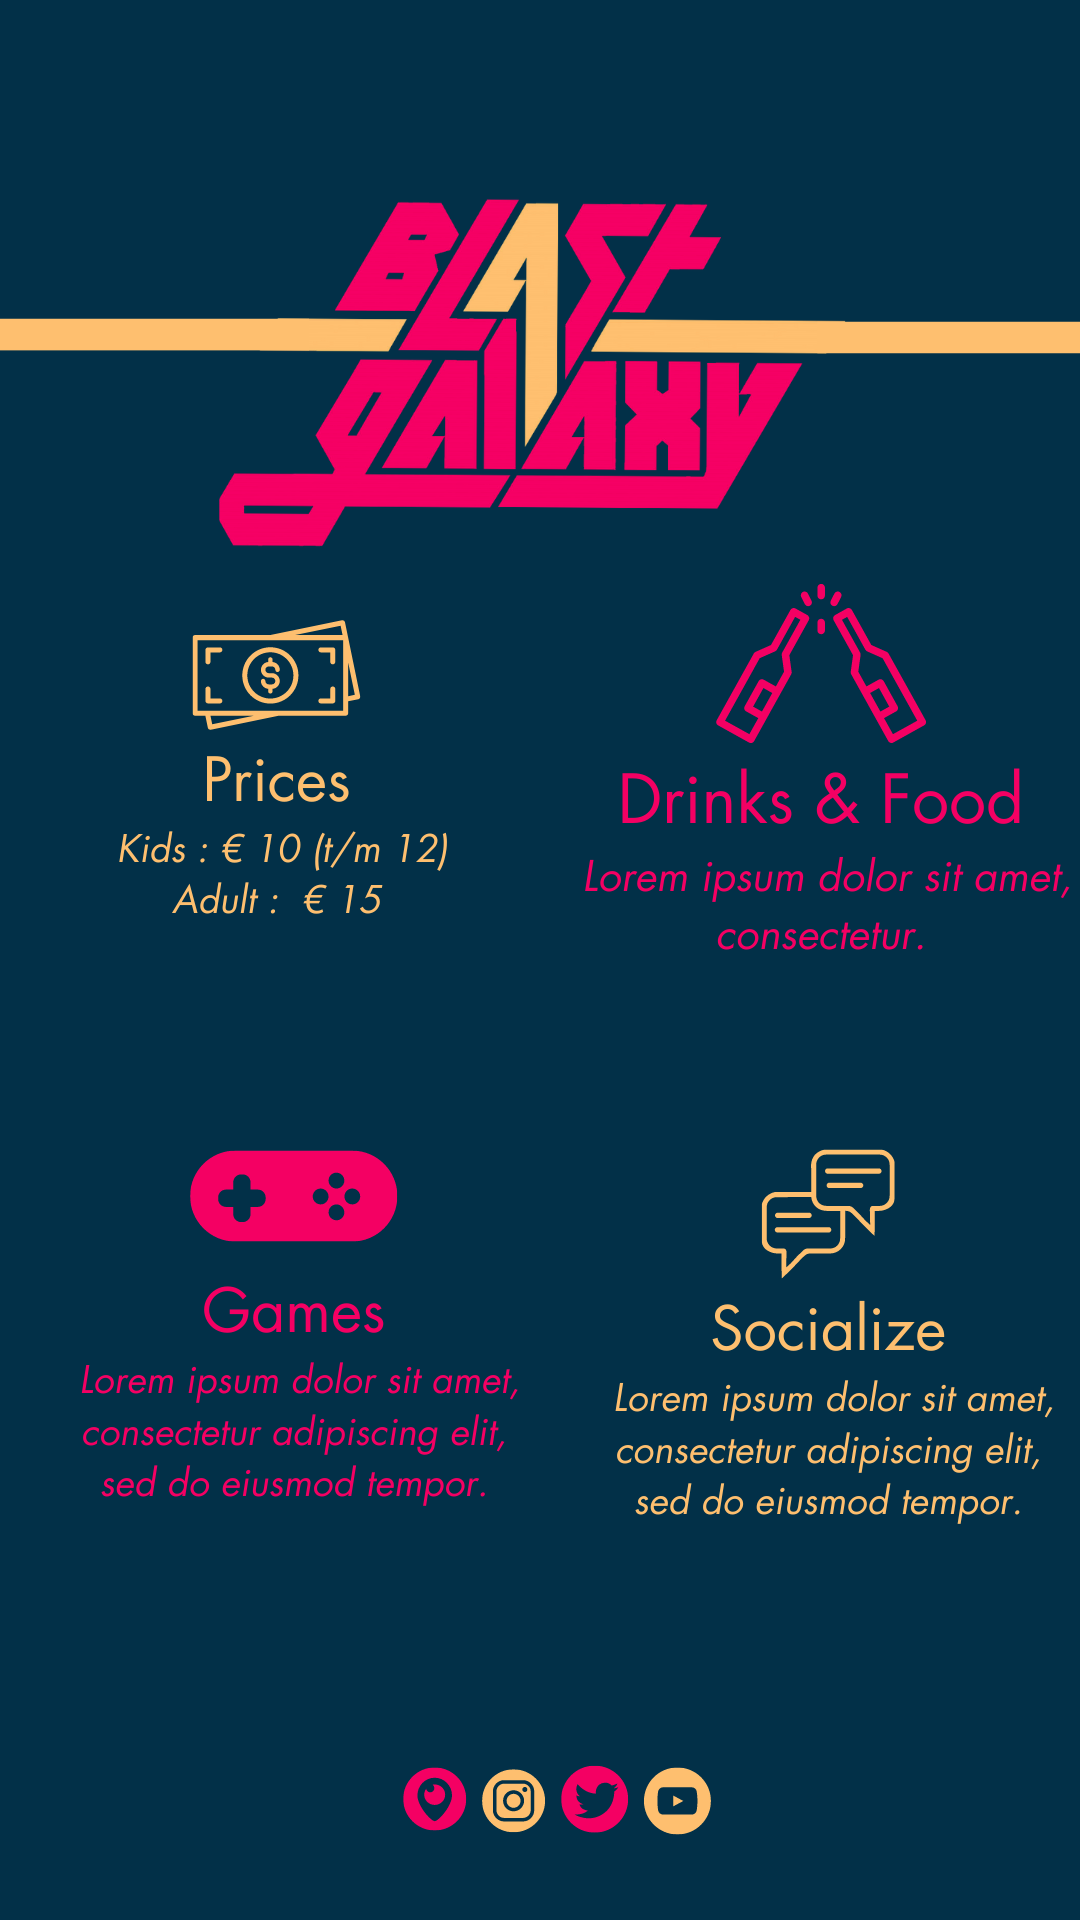 BLAST
GALAXY
Prices
Kids : € 10 (t/m 12)
Adult :  € 15
Drinks & Food
Lorem ipsum dolor sit amet,
consectetur.
Games
Lorem ipsum dolor sit amet,
consectetur adipiscing elit,
sed do eiusmod tempor.
Socialize
Lorem ipsum dolor sit amet,
consectetur adipiscing elit,
sed do eiusmod tempor.